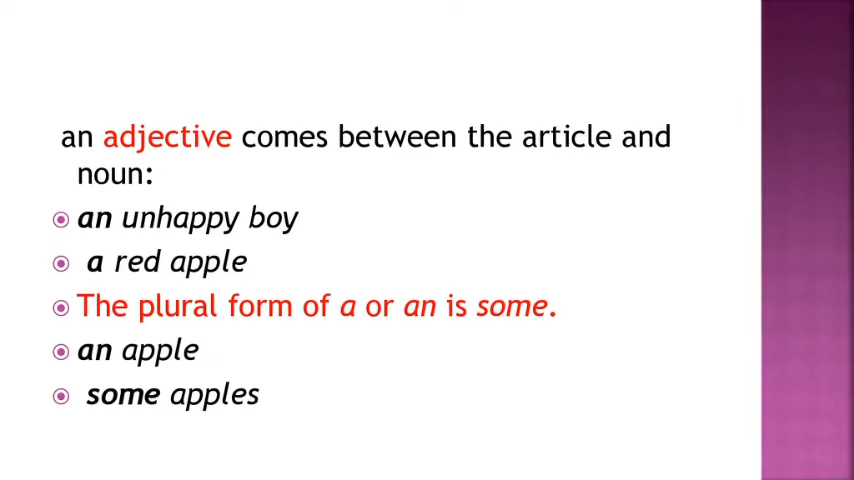 an adjective comes between the article and
noun:
an unhappy boy
a red apple
The plural form of a or an is some.
an apple
some apples